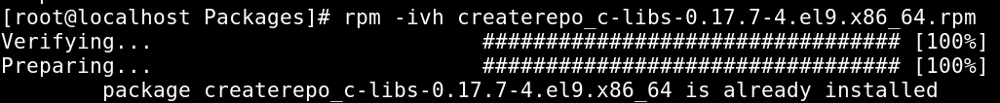 [root@localhost Packages]# rpm -ivh createrepo_c-libs-0.17.7-4.el9.x86_64.rpm
Verifying... ################################# [100%]
Preparing... ################################# [100%]
package createrepo_c-libs-0.17.7-4.el9.x86_64 is already installed